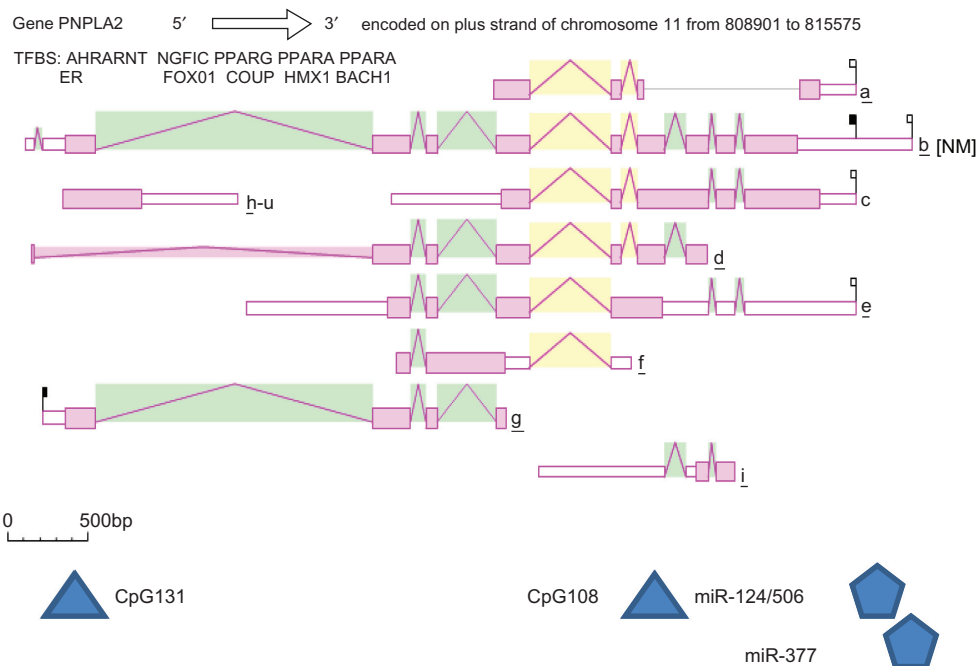 Gene PNPLA2 5′ 3′ encoded on plus strand of chromosome 11 from 808901 to 815575
TFBS: AHRARNT NGFIC PPARG PPARA PPARA
ER FOX01 COUP HMX1 BACH1
a
b [NM]
h-u
c
d
e
f
g
i
0 500bp
CpG131 CpG108 miR-124/506
miR-377